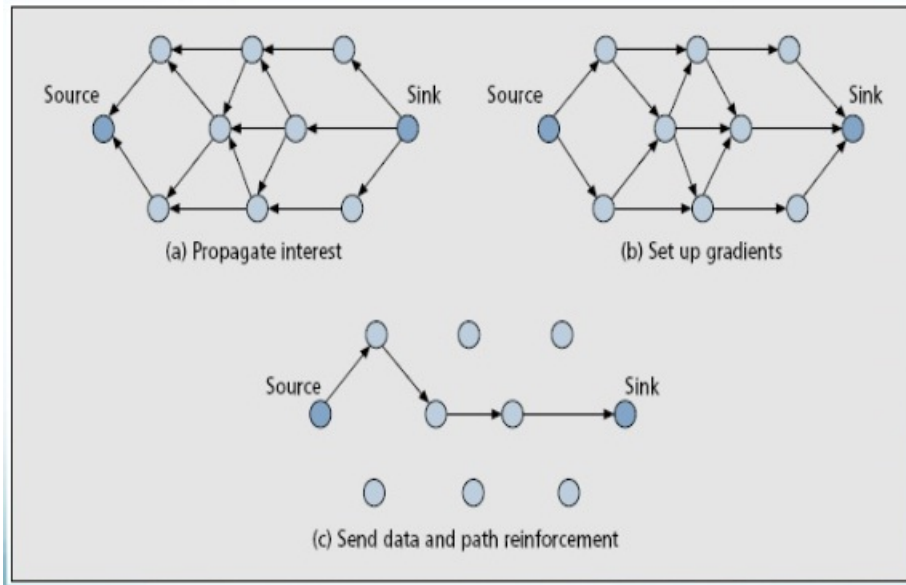 Source
Sink
(a) Propagate interest
Source
Sink
(b) Set up gradients
Source
Sink
(c) Send data and path reinforcement